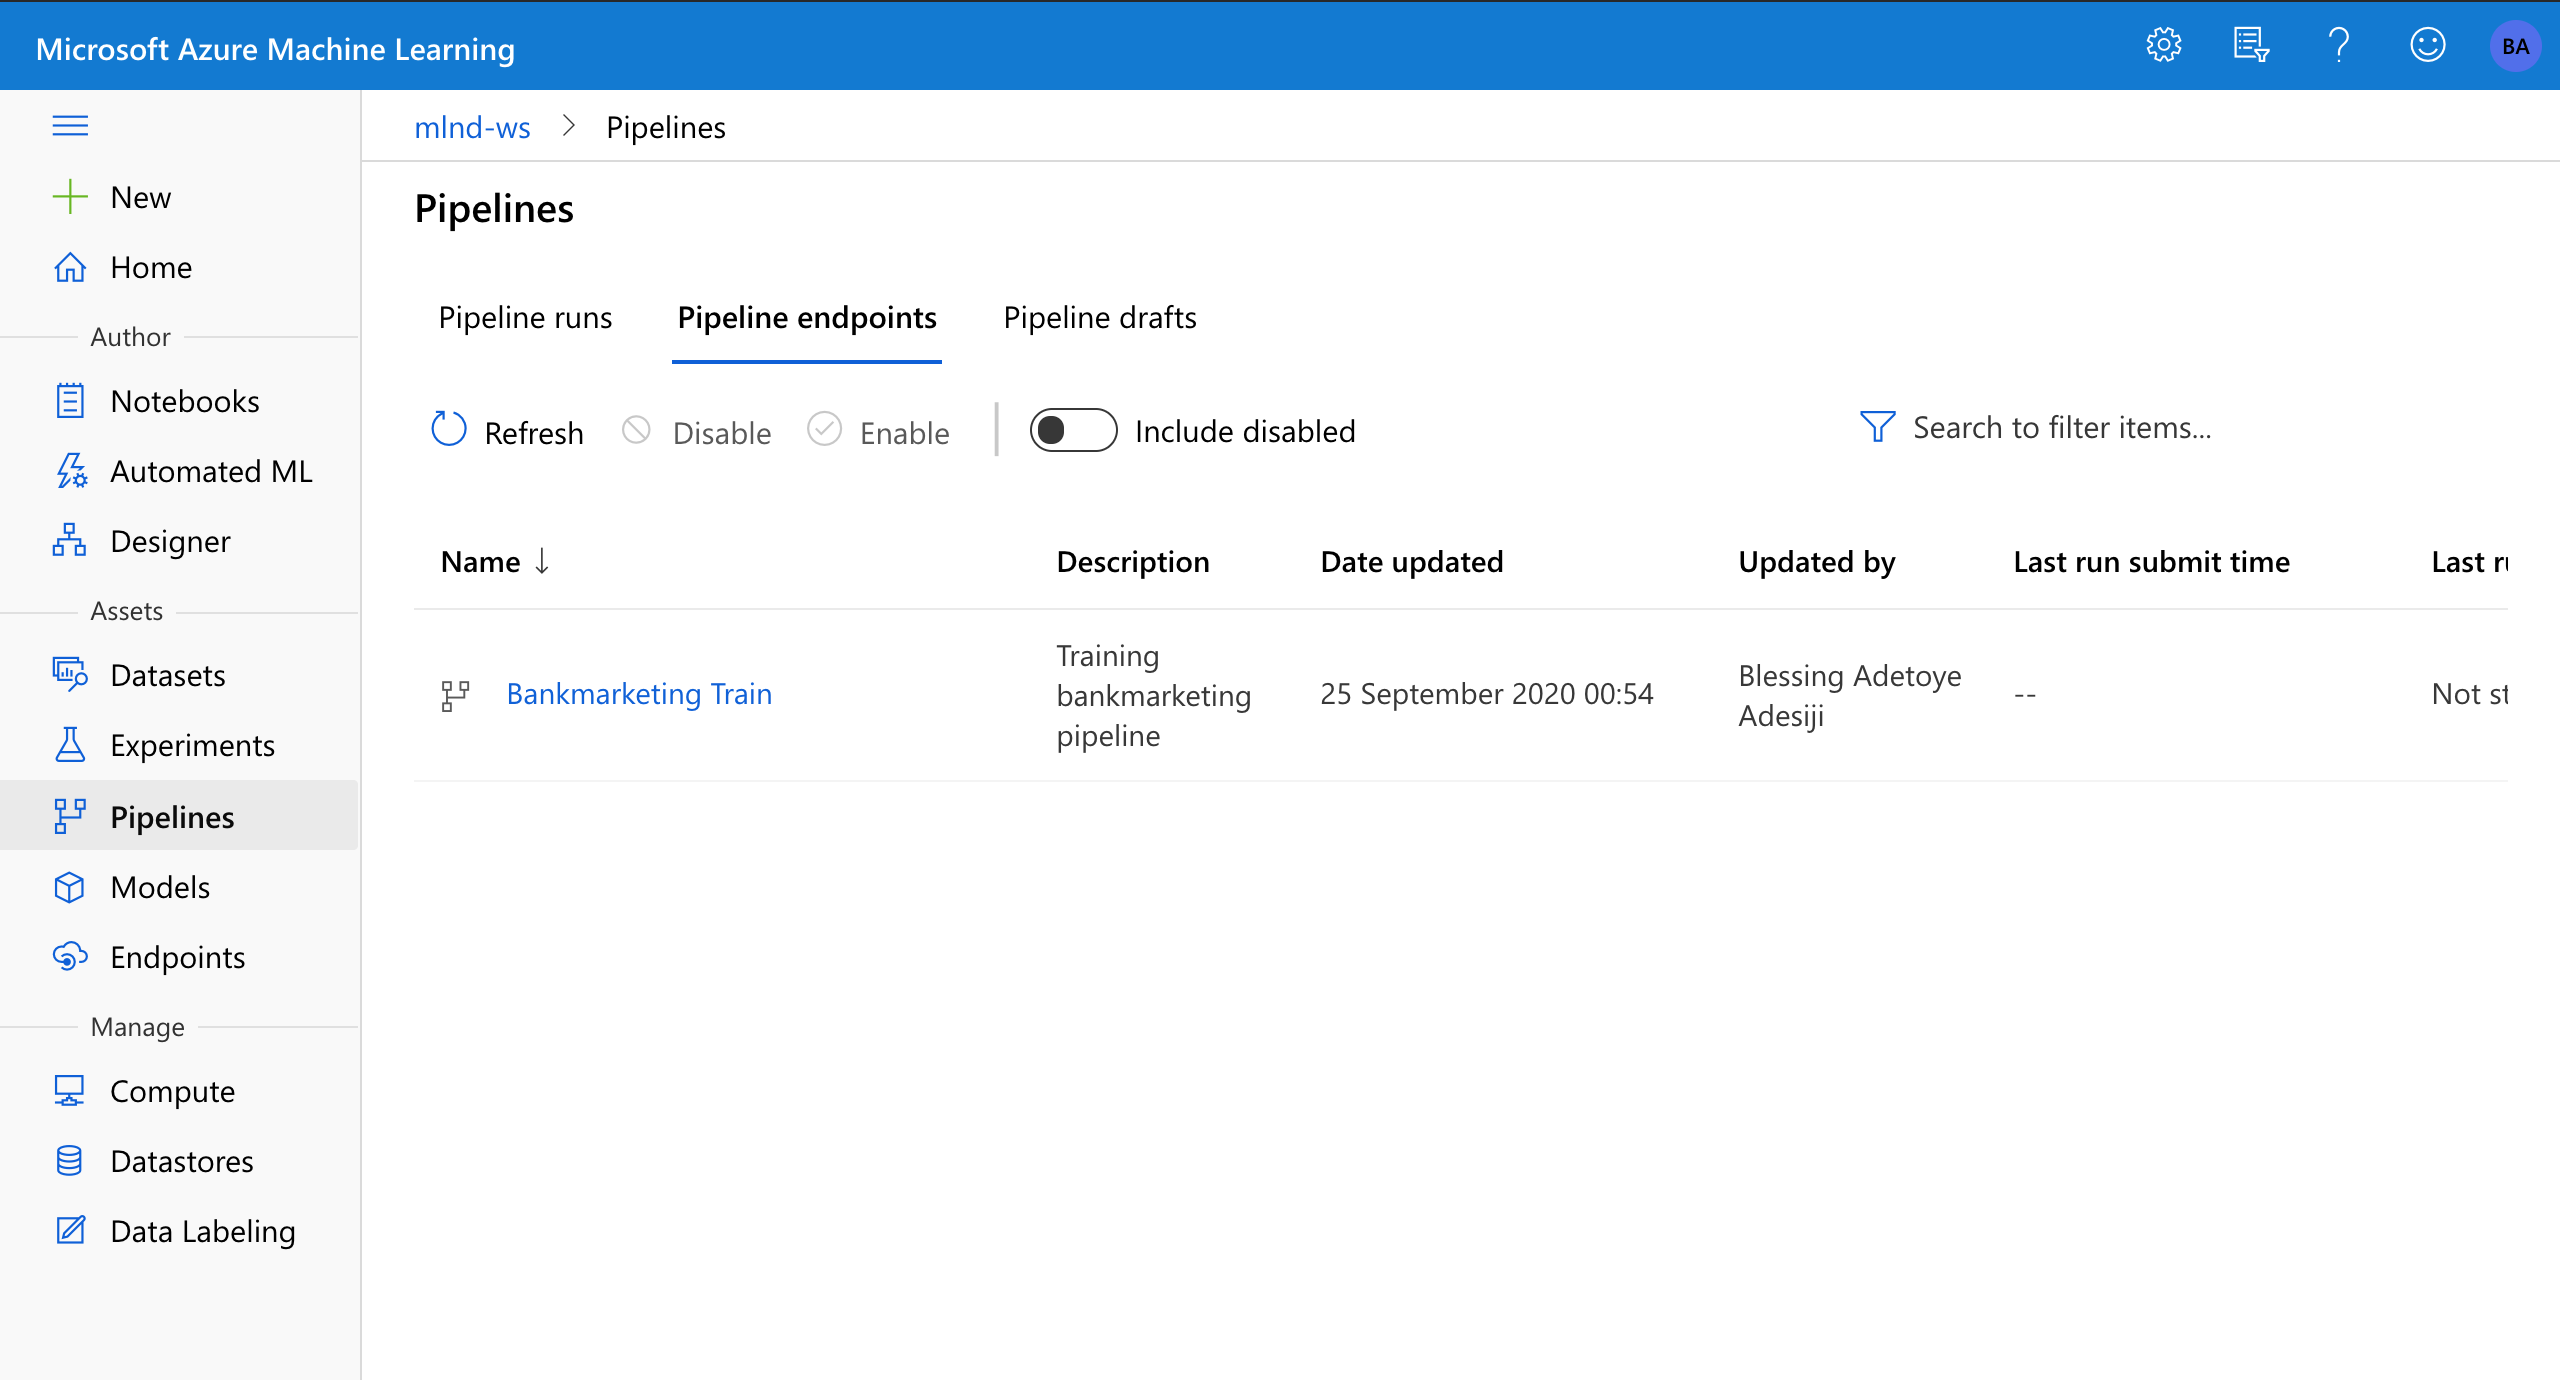 Microsoft Azure Machine Learning
BA
mlnd-ws > Pipelines
New
Home
Author
Notebooks
Automated ML
Designer
Assets
Datasets
Experiments
Pipelines
Models
Endpoints
Manage
Compute
Datastores
Data Labeling
Pipelines
Pipeline runs Pipeline endpoints Pipeline drafts
Refresh Disable Enable Include disabled Search to filter items...
Name Description Date updated Updated by Last run submit time Last
Bankmarketing Train
Training
bankmarketing
pipeline
25 September 2020 00:54
Blessing Adetoye
Adesiji
--
Not